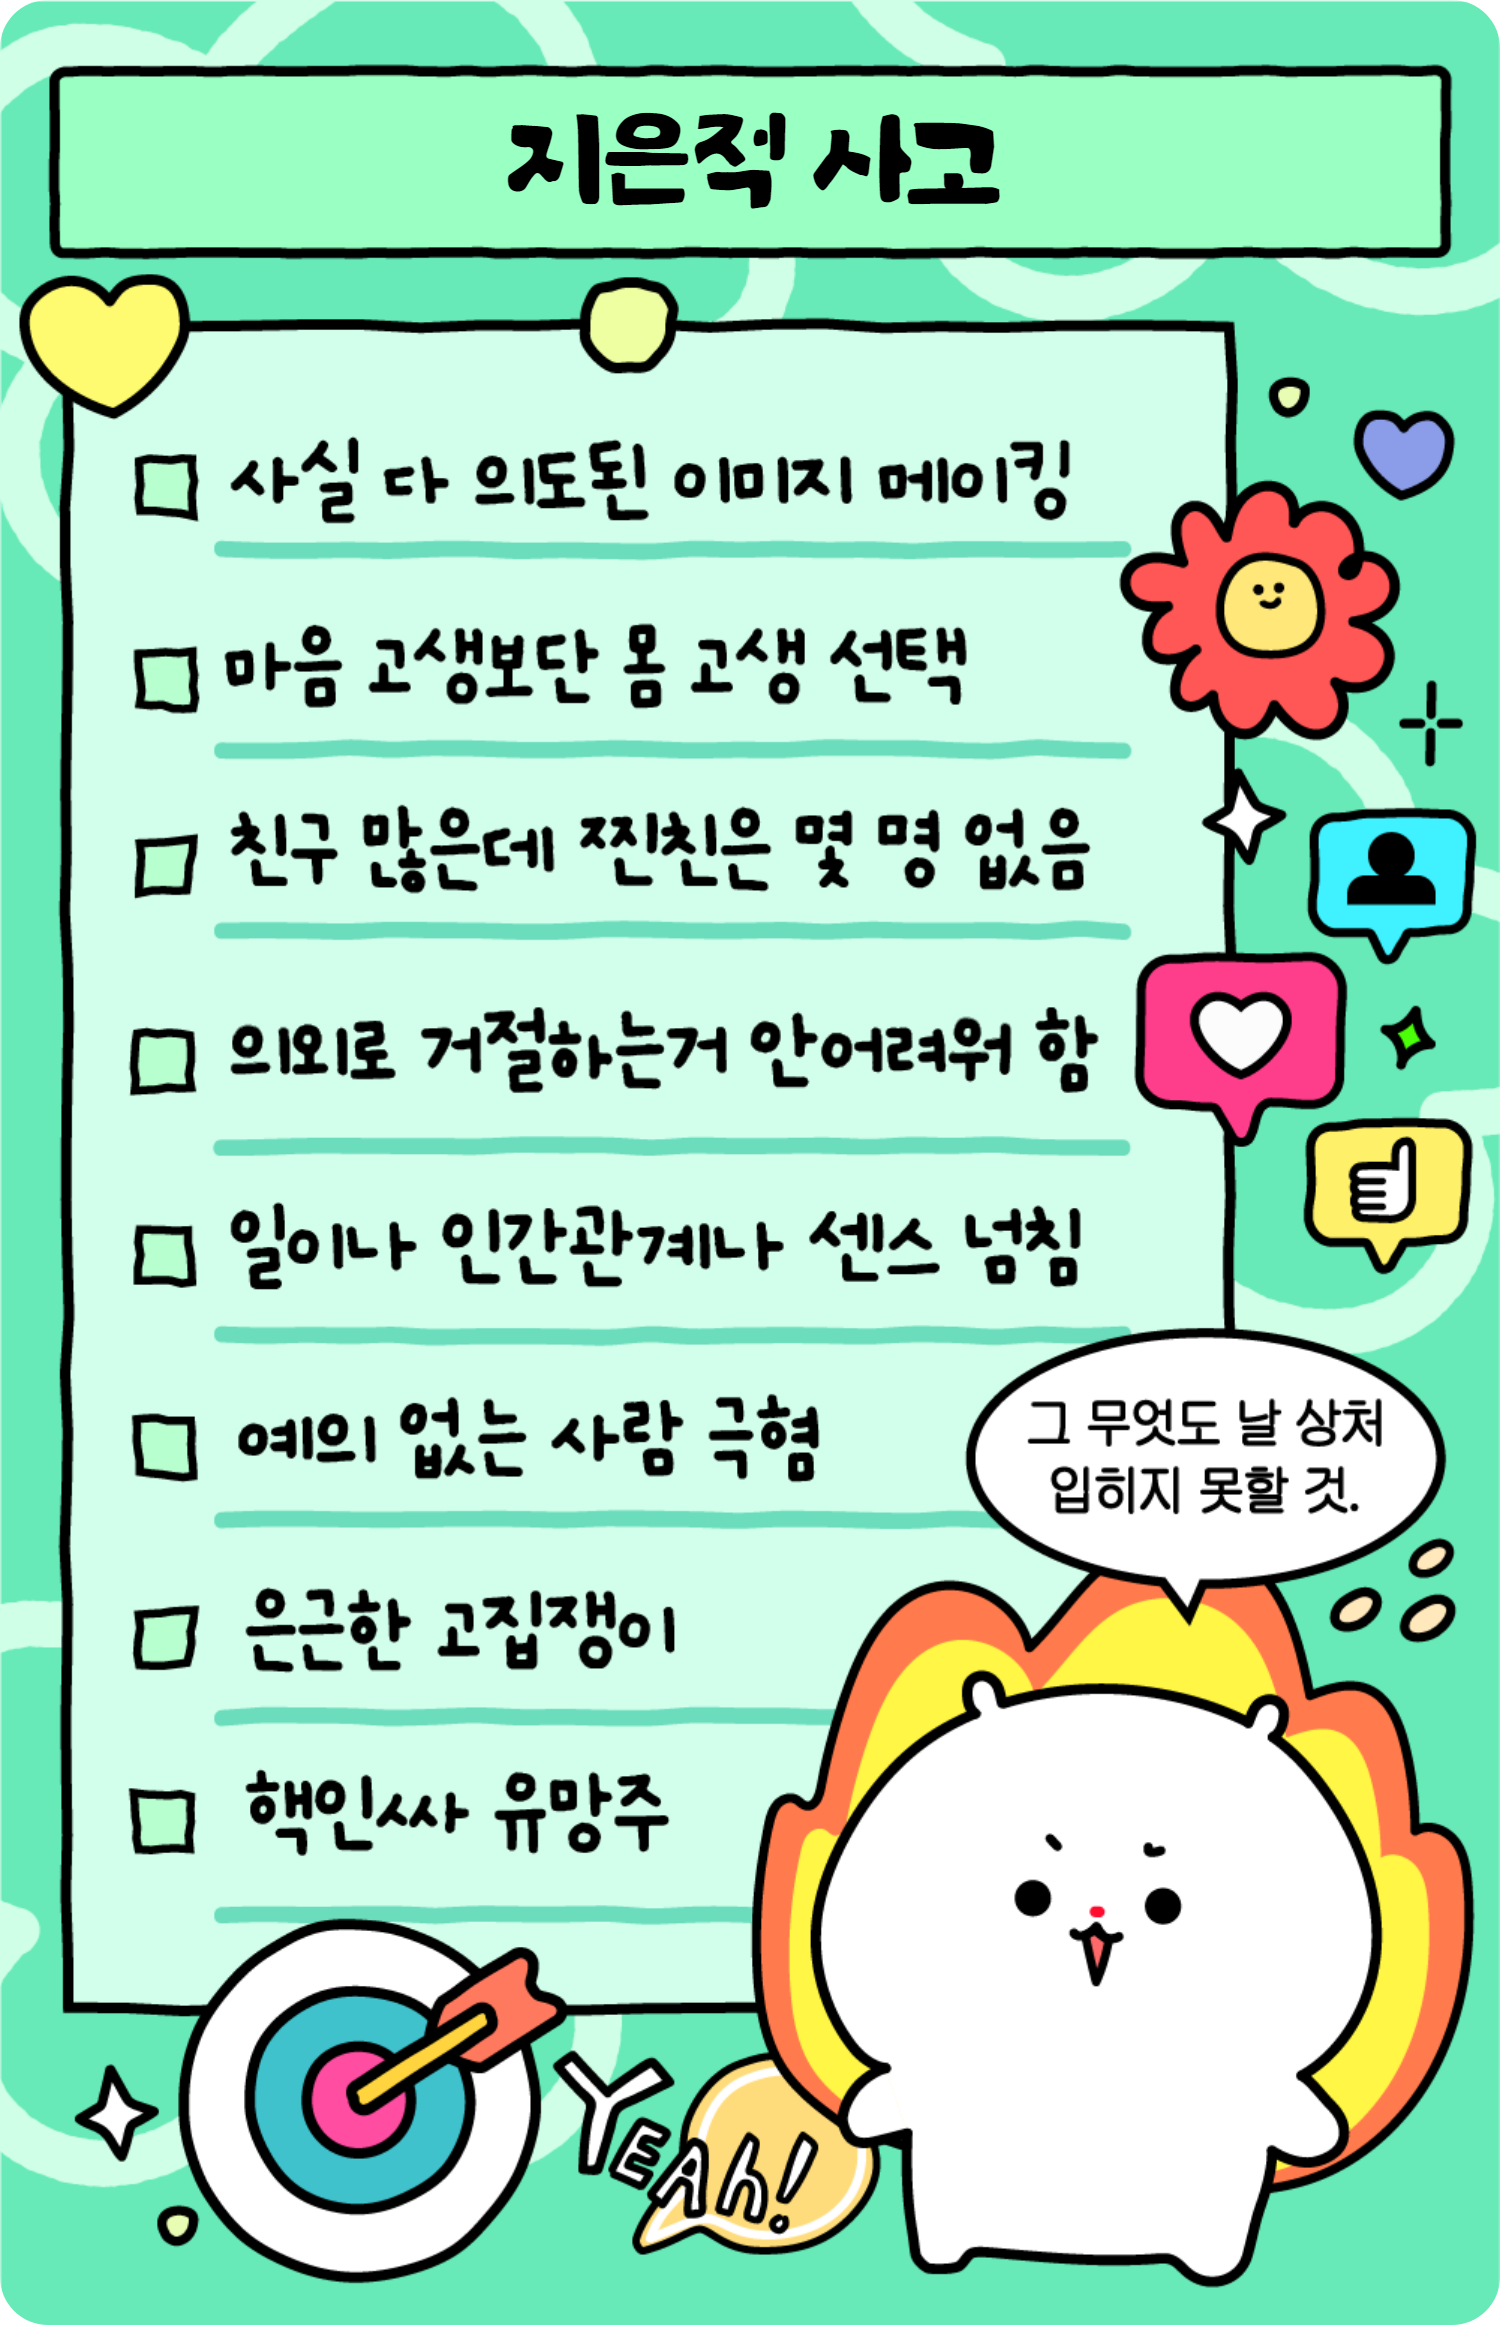 지은적 사고
사실 다 의도된 이미지 메이킹
마음 고생보단 몸 고생 선택
친구 많은데 찐친은 몇 명 없음
의외로 거절하는거 안어려워 함
일이나 인간관계나 센스 넘침
예의 없는 사람 극혐
그 무엇도 날 상처
입히지 못할 것.
은근한 고집쟁이
핵인싸 유망주
YEAh!